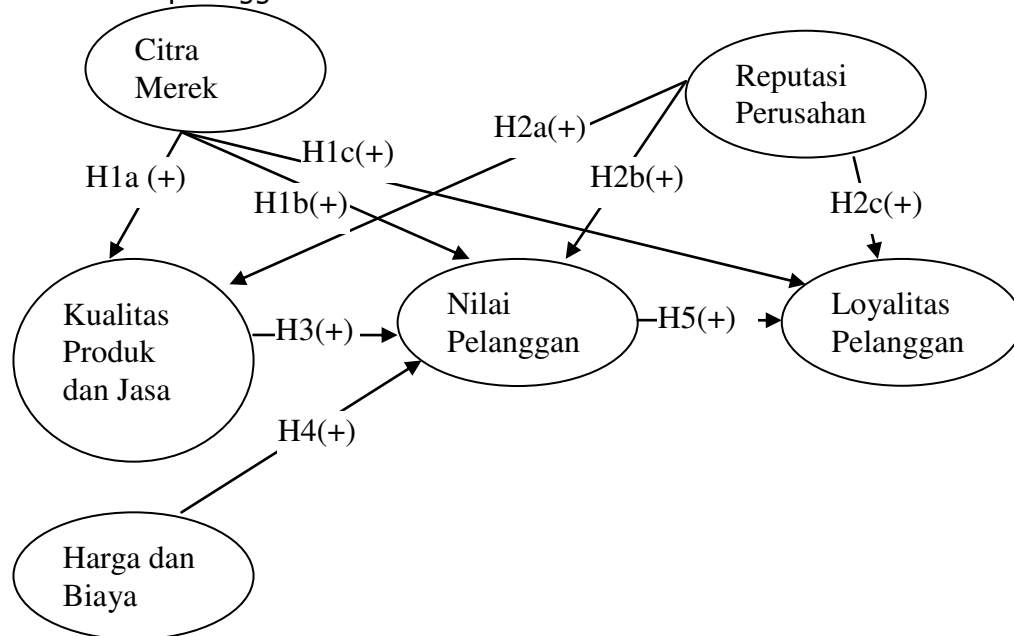 Citra
Merek
Reputasi
Perusahan
H2a(+)
H1c(+)
H1a (+)
H2b(+)
H1b(+)
H2c(+)
Kualitas
Produk
dan Jasa
Nilai
Pelanggan
Loyalitas
Pelanggan
H3(+)
H5(+)
H4(+)
Harga dan
Biaya